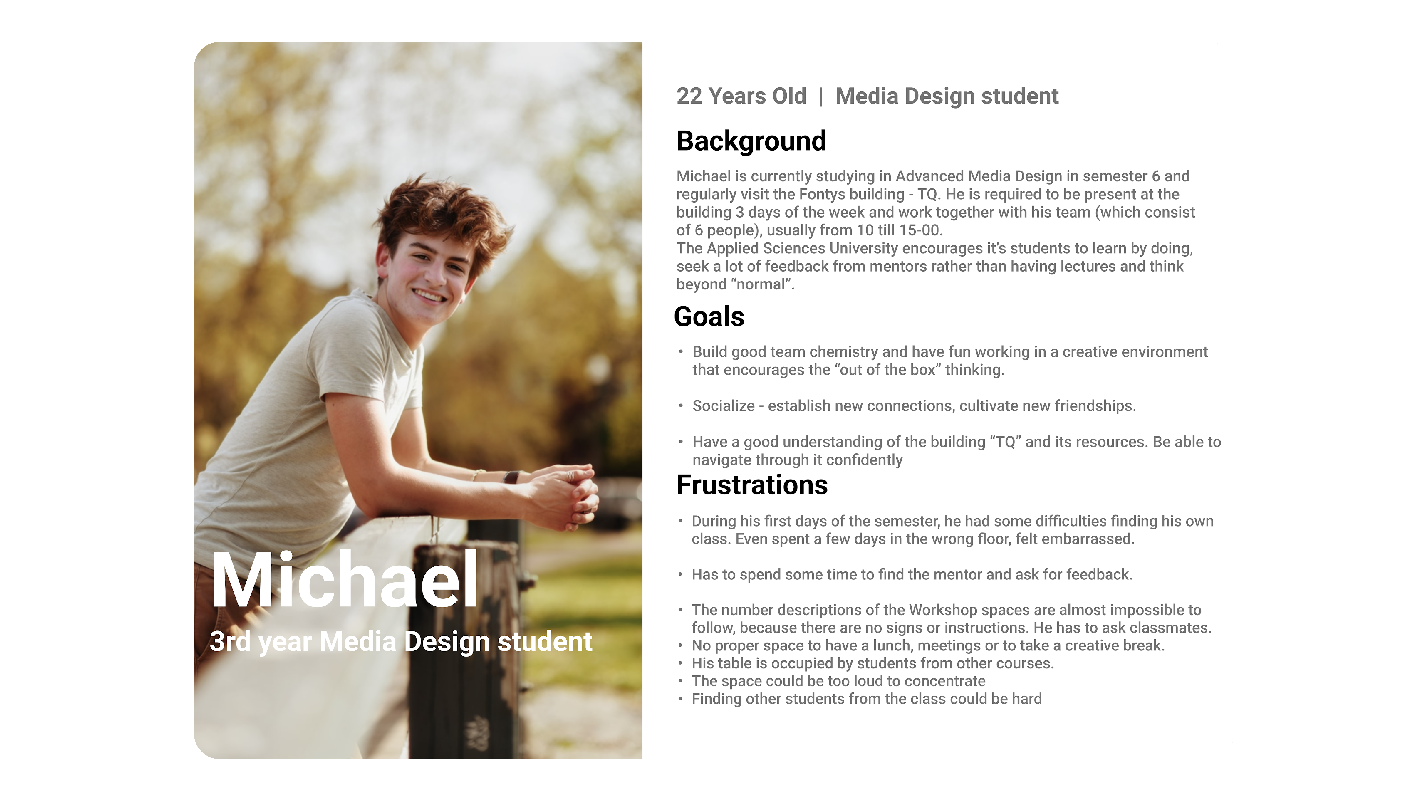 22 Years Old | Media Design student
Background
Michael is currently studying in Advanced Media Design in semester 6 and
regularly visit the Fontys building - TQ. He is required to be present at the
building 3 days of the week and work together with his team (which consist
of 6 people), usually from 10 till 15-00.
The Applied Sciences University encourages it's students to learn by doing,
seek a lot of feedback from mentors rather than having lectures and think
beyond “normal”.
Goals
• Build good team chemistry and have fun working in a creative environment
that encourages the “out of the box” thinking.
• Socialize - establish new connections, cultivate new friendships.
• Have a good understanding of the building “TQ” and its resources. Be able to
navigate through it confidently
Frustrations
• During his first days of the semester, he had some difficulties finding his own
class. Even spent a few days in the wrong floor, felt embarrassed.
• Has to spend some time to find the mentor and ask for feedback.
• The number descriptions of the Workshop spaces are almost impossible to
follow, because there are no signs or instructions. He has to ask classmates.
• No proper space to have a lunch, meetings or to take a creative break.
• His table is occupied by students from other courses.
• The space could be too loud to concentrate
• Finding other students from the class could be hard
Michael
3rd year Media Design student